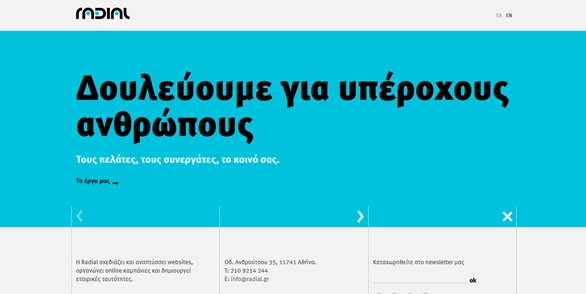 RADIAL
ΕΛ EN
Δουλεύουμε για υπέροχους
ανθρώπους
Τους πελάτες, τους συνεργάτες, το κοινό σας.
Τα έργα μας
Η Radial σχεδιάζει και αναπτύσσει websites,
οργανώνει online καμπάνιες και δημιουργεί
εταιρικές ταυτότητες.
Οδ. Ανδρούτσου 35, 11741 Αθήνα.
T: 210 9214 244
E: info@radial.gr
Καταχωρηθείτε στο newsletter μας
ok